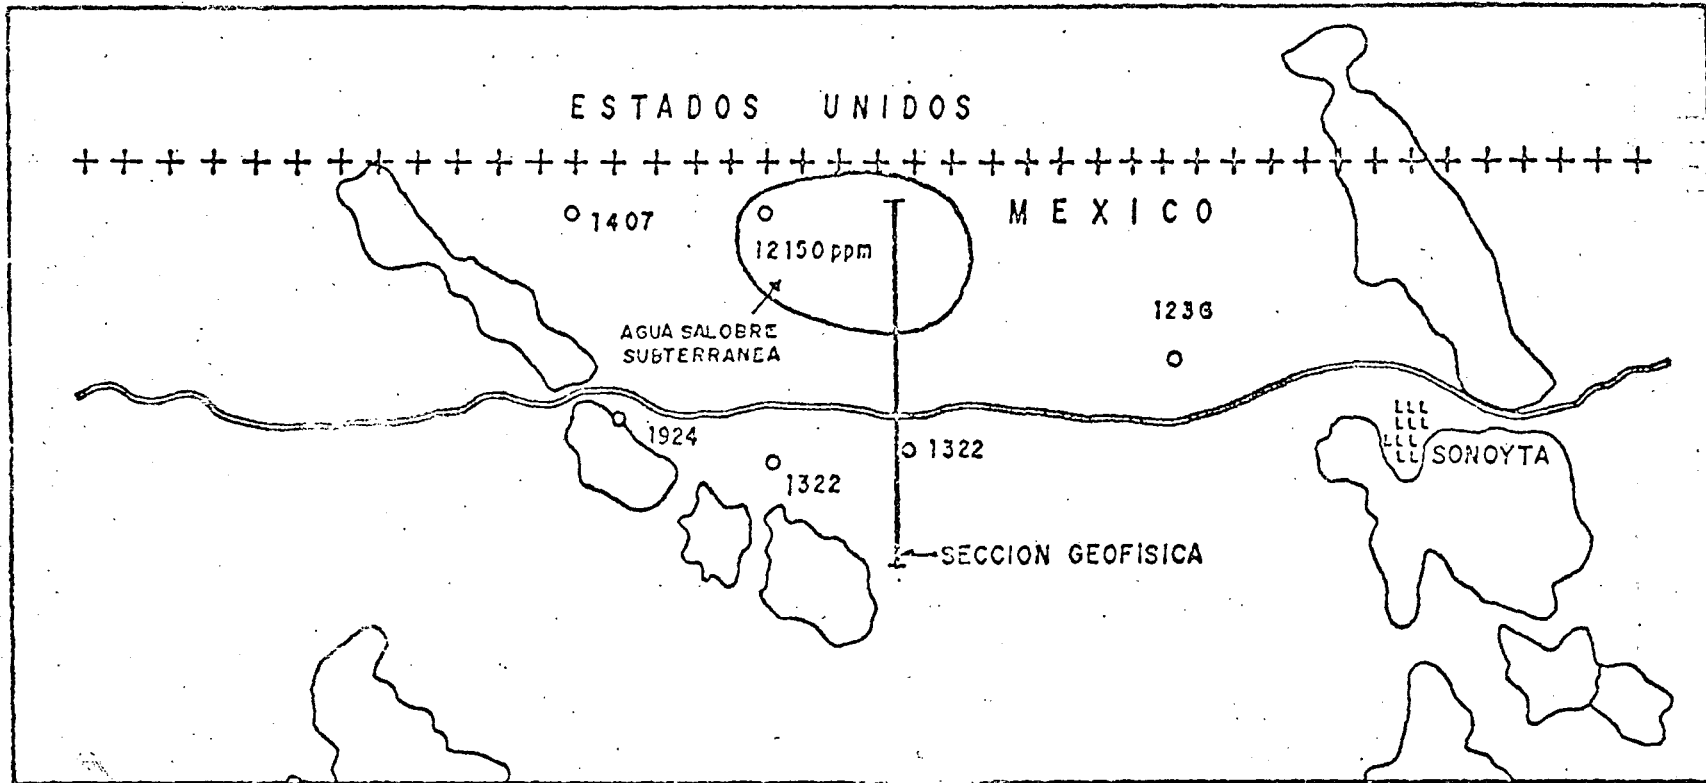 ESTADOS UNIDOS
MEXICO
1407
12150 ppm
AGUA SALOBRE
SUBTERRANEA
1236
1924
1322
1322
SONOYTA
SECCION GEOFISICA